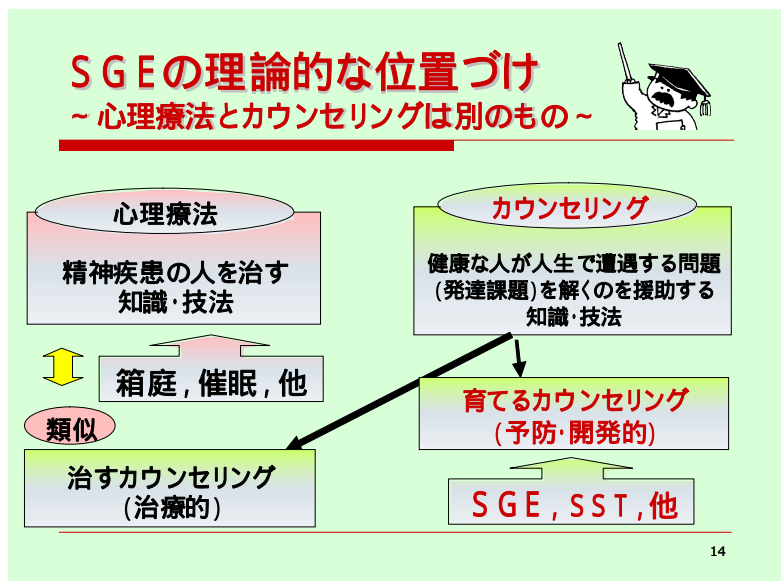 SGEの理論的な位置づけ
~心理療法とカウンセリングは別のもの~
心理療法
精神疾患の人を治す
知識・技法
箱庭,催眠,他
類似
治すカウンセリング
(治療的)
カウンセリング
健康な人が人生で遭遇する問題
(発達課題)を解くのを援助する
知識・技法
育てるカウンセリング
(予防・開発的)
SGE,SST,他
14